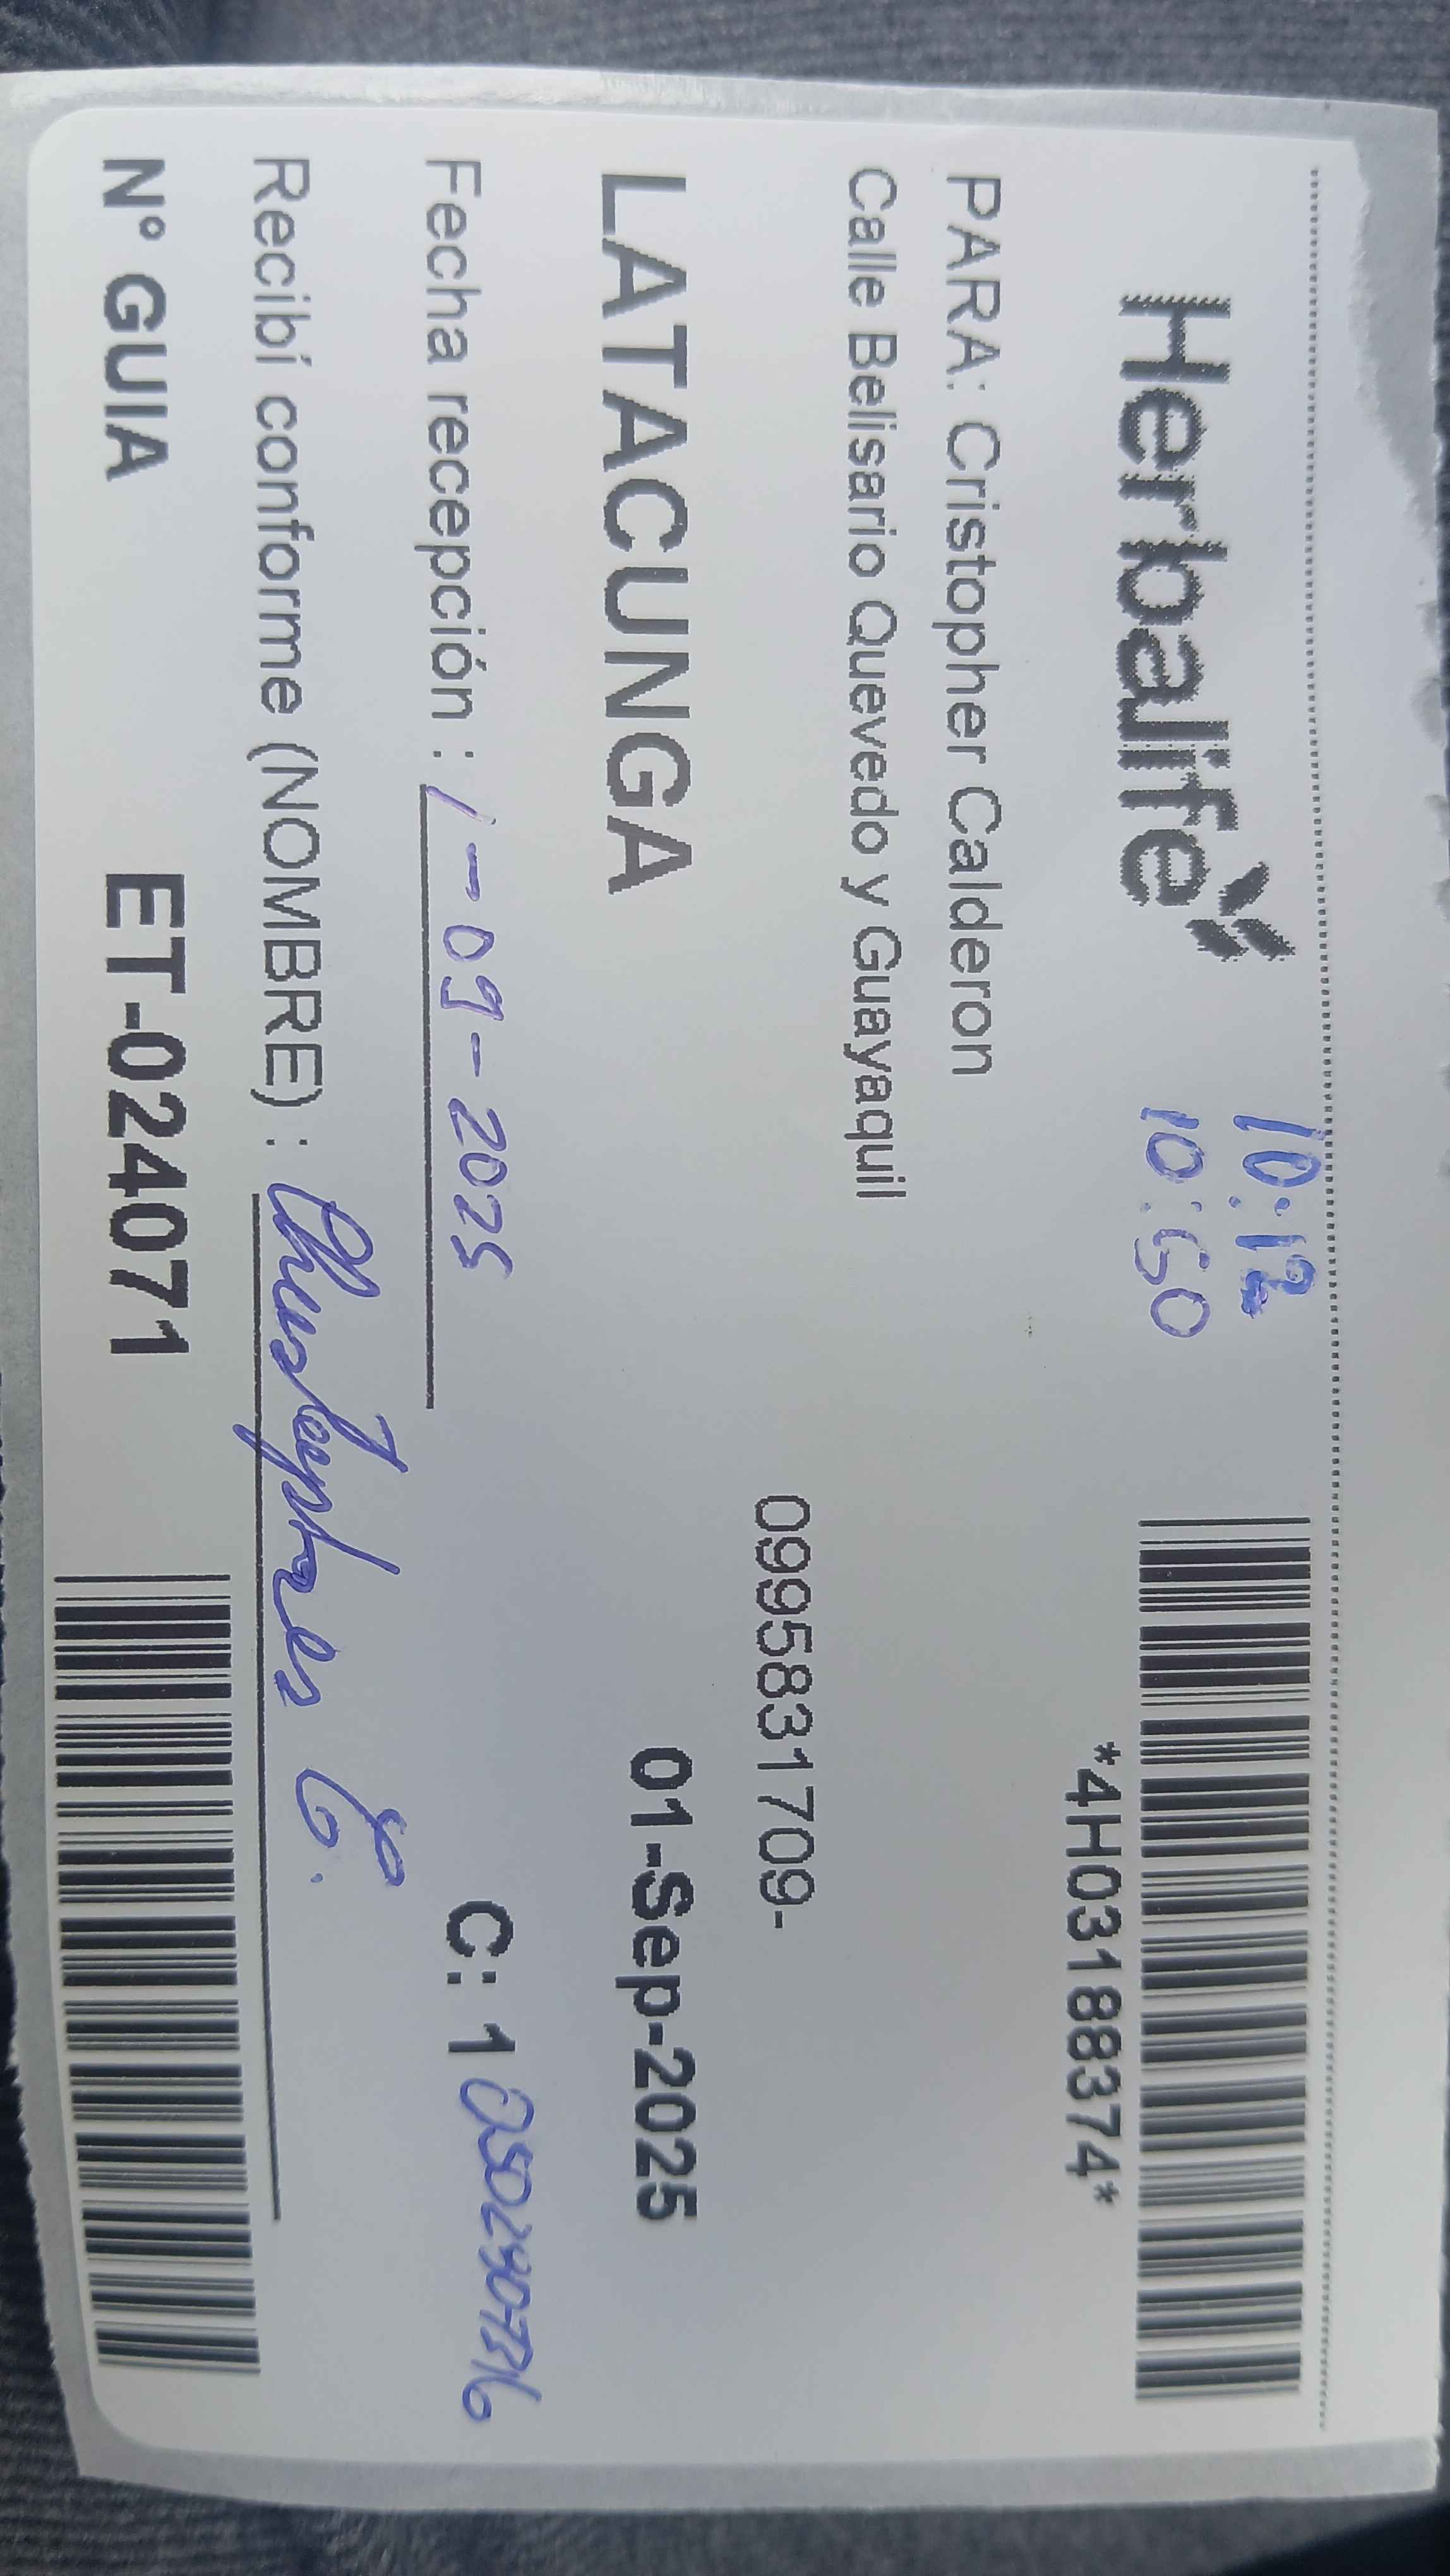 Herbalife
10:12
10:50
*4H03188374*
PARA: Cristopher Calderon
Calle Belisario Quevedo y Guayaquil
0995831709-
LATACUNGA
01-Sep-2025
Fecha recepción : 1-09-2025
C: 1
Recibí conforme (NOMBRE) :
N° GUIA ET-024071